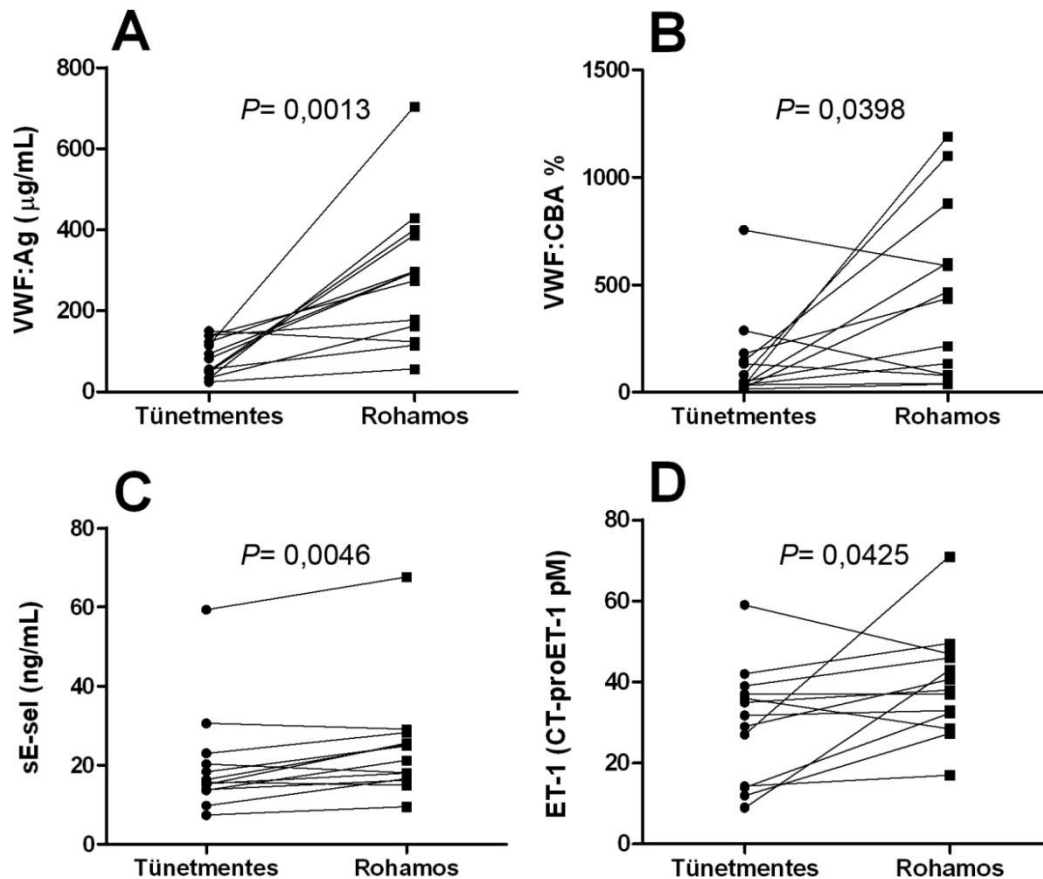 A
VWF:Ag (µg/mL)
800
600
400
200
0
P= 0,0013
Tünetmentes
Rohamos
B
VWF:CBA %
1500
1000
500
0
P= 0,0398
Tünetmentes
Rohamos
C
sE-sel (ng/mL)
80
60
40
20
0
P= 0,0046
Tünetmentes
Rohamos
D
ET-1 (CT-proET-1 pM)
80
60
40
20
0
P= 0,0425
Tünetmentes
Rohamos